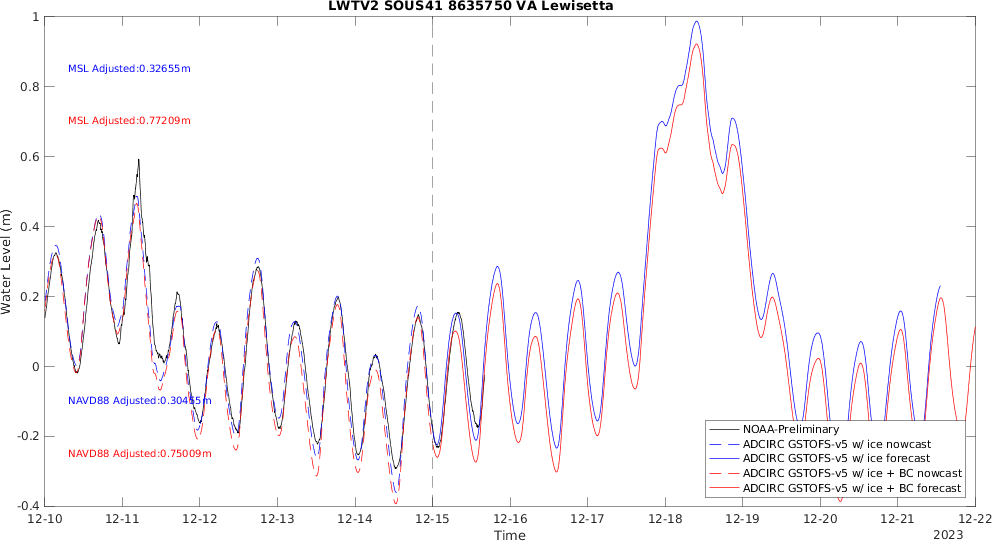 LWTV2 SOUS41 8635750 VA Lewisetta
1
0.8
0.6
0.4
0.2
0
-0.2
-0.4
Water Level (m)
MSL Adjusted:0.32655m
MSL Adjusted:0.77209m
NAVD88 Adjusted:0.30455m
NAVD88 Adjusted:0.75009m
NOAA-Preliminary
ADCIRC GSTOFS-v5 w/ ice nowcast
ADCIRC GSTOFS-v5 w/ ice forecast
ADCIRC GSTOFS-v5 w/ ice + BC nowcast
ADCIRC GSTOFS-v5 w/ ice + BC forecast
12-10 12-11 12-12 12-13 12-14 12-15 12-16 12-17 12-18 12-19 12-20 12-21 12-22
Time
2023